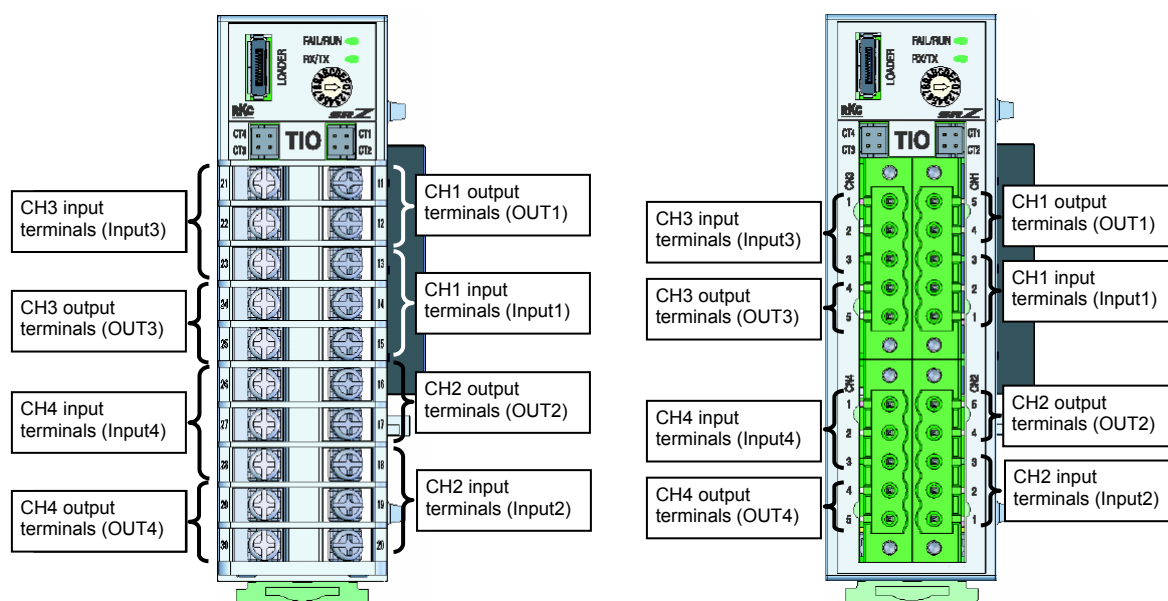 FAIL/RUN
RX/TX
LOADER
RKC
SRZ
CT4
CT3
TIO
CT1
CT2
21
22
23
24
25
26
27
28
29
30
11
12
13
14
15
16
17
18
19
20
CH3 input
terminals (Input3)
CH3 output
terminals (OUT3)
CH4 input
terminals (Input4)
CH4 output
terminals (OUT4)
CH1 output
terminals (OUT1)
CH1 input
terminals (Input1)
CH2 output
terminals (OUT2)
CH2 input
terminals (Input2)
FAIL/RUN
RX/TX
LOADER
RKC
SRZ
CT4
CT3
TIO
CT1
CT2
CN3
1
2
3
4
5
CN4
1
2
3
4
5
CN1
5
4
3
2
1
CN2
5
4
3
2
1
CH3 input
terminals (Input3)
CH3 output
terminals (OUT3)
CH4 input
terminals (Input4)
CH4 output
terminals (OUT4)
CH1 output
terminals (OUT1)
CH1 input
terminals (Input1)
CH2 output
terminals (OUT2)
CH2 input
terminals (Input2)